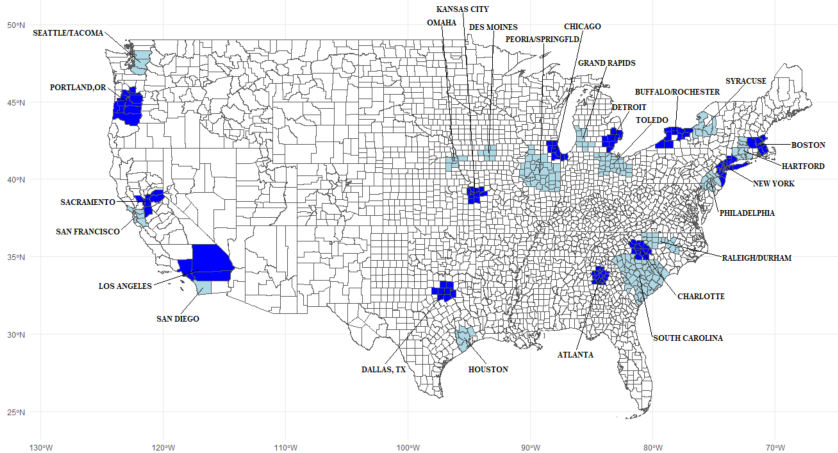 KANSAS CITY
50°N
OMAHA
DES MOINES
CHICAGO
SEATTLE/TACOMA
PEORIA/SPRINGFLD
GRAND RAPIDS
SYRACUSE
PORTLAND,OR
BUFFALO/ROCHESTER
45°N
DETROIT
TOLEDO
BOSTON
HARTFORD
40°N
NEW YORK
SACRAMENTO
PHILADELPHIA
SAN FRANCISCO
35°N
RALEIGH/DURHAM
LOS ANGELES
CHARLOTTE
SAN DIEGO
30°N
SOUTH CAROLINA
ATLANTA
DALLAS, TX
HOUSTON
25°N
130°W
120°W
110°W
100°W
90°W
80°W
70°W